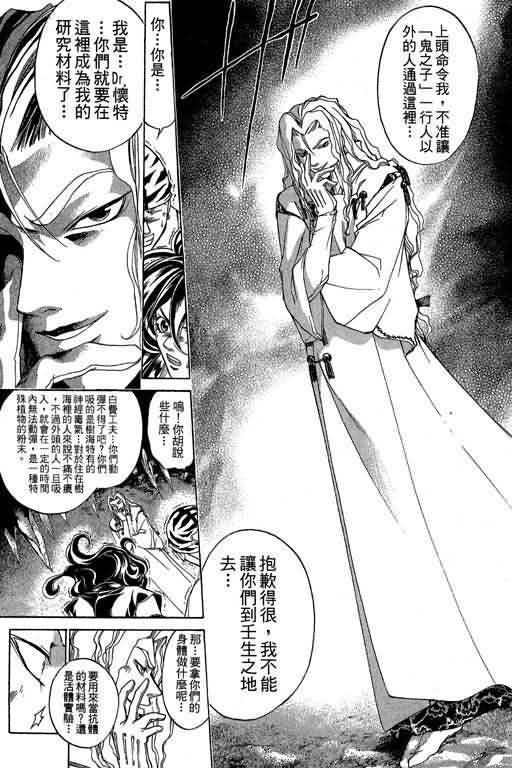 上頭命令我，不准讓
「鬼之子」一行人以
外的人通過這裡…
抱歉得很，我不能
讓你們到壬生之地
去…
你…
你是…
我是…Dr.懷特
…你們就要在
這裡成為我的
研究材料了…
嗚！你胡說
些什麼…
白費工夫…你們動
彈不得了吧？你們
吸的是樹海特有的
神經毒氣…對於住在樹
海裡的人來說不痛不癢
，不過外頭的人一旦吸
入，就會在一定的時間
內無法動彈，是一種特
殊植物的粉末。
那…要拿你們的
身體做什麼呢…
要用來當抗體
的材料嗎？還
是活體實驗…